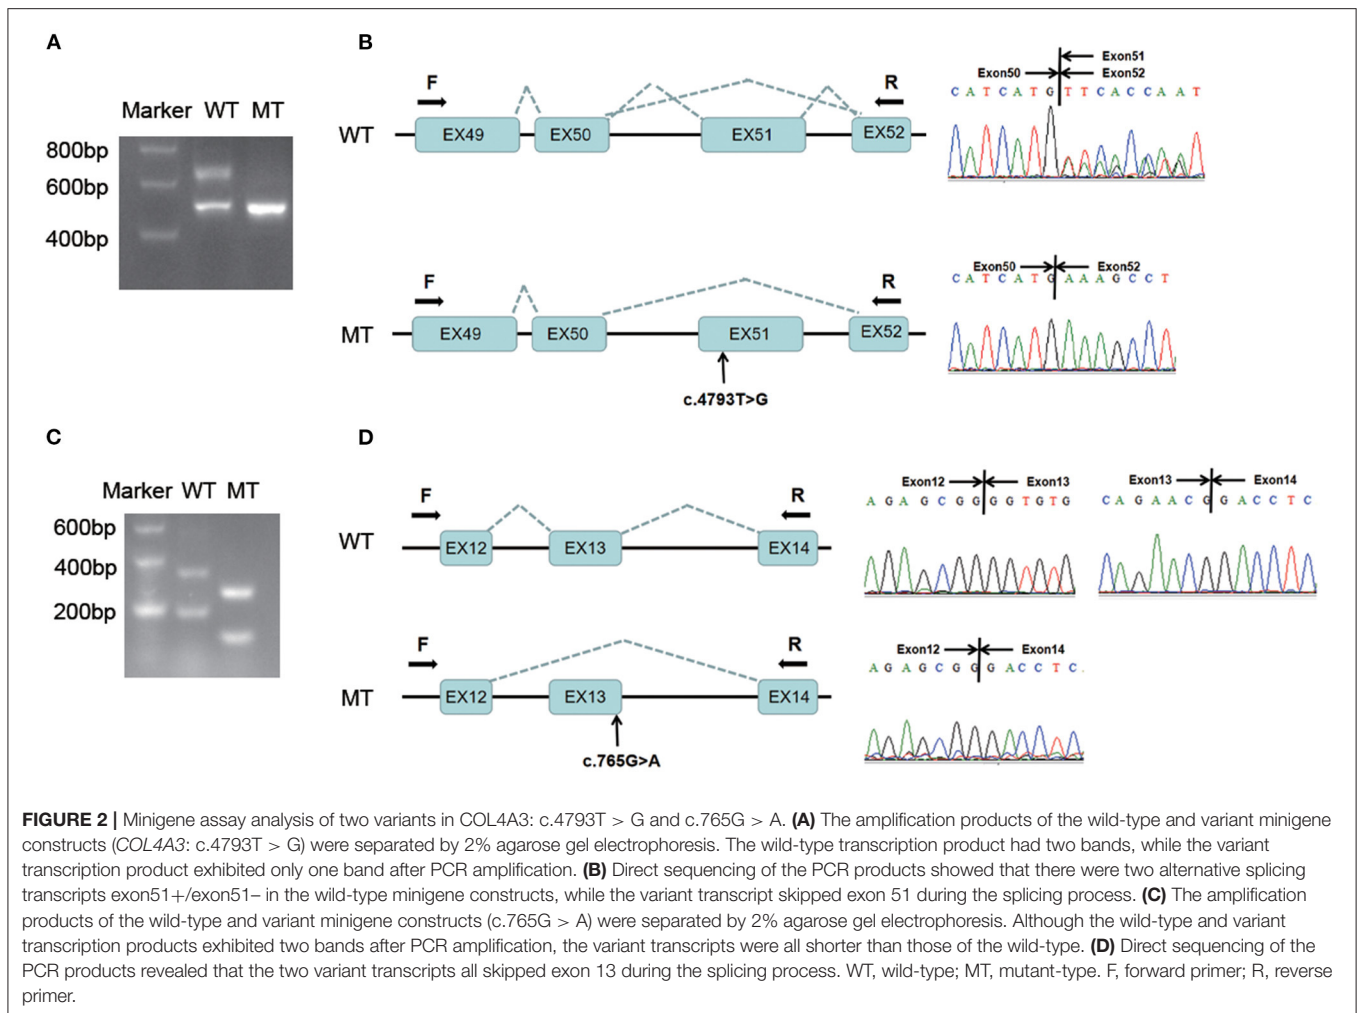 A
Marker WT MT
800bp
600bp
400bp
B
F
R
WT
EX49
EX50
EX51
EX52
Exon51
Exon50
Exon52
C A T C A T G T T C A C C A A T
F
R
MT
EX49
EX50
EX51
EX52
c.4793T>G
Exon50
Exon52
C A T C A T G A A A G C C T
C
Marker WT MT
600bp
400bp
200bp
D
F
R
WT
EX12
EX13
EX14
Exon12
Exon13
A G A G C G G G G T G T G
Exon13
Exon14
C A G A A C G G A C C T C
F
R
MT
EX12
EX13
EX14
c.765G>A
Exon12
Exon14
A G A G C G G G A C C T C
FIGURE 2 | Minigene assay analysis of two variants in COL4A3: c.4793T > G and c.765G > A. (A) The amplification products of the wild-type and variant minigene
constructs (COL4A3: c.4793T > G) were separated by 2% agarose gel electrophoresis. The wild-type transcription product had two bands, while the variant
transcription product exhibited only one band after PCR amplification. (B) Direct sequencing of the PCR products showed that there were two alternative splicing
transcripts exon51+/exon51– in the wild-type minigene constructs, while the variant transcript skipped exon 51 during the splicing process. (C) The amplification
products of the wild-type and variant minigene constructs (c.765G > A) were separated by 2% agarose gel electrophoresis. Although the wild-type and variant
transcription products exhibited two bands after PCR amplification, the variant transcripts were all shorter than those of the wild-type. (D) Direct sequencing of the
PCR products revealed that the two variant transcripts all skipped exon 13 during the splicing process. WT, wild-type; MT, mutant-type. F, forward primer; R, reverse
primer.